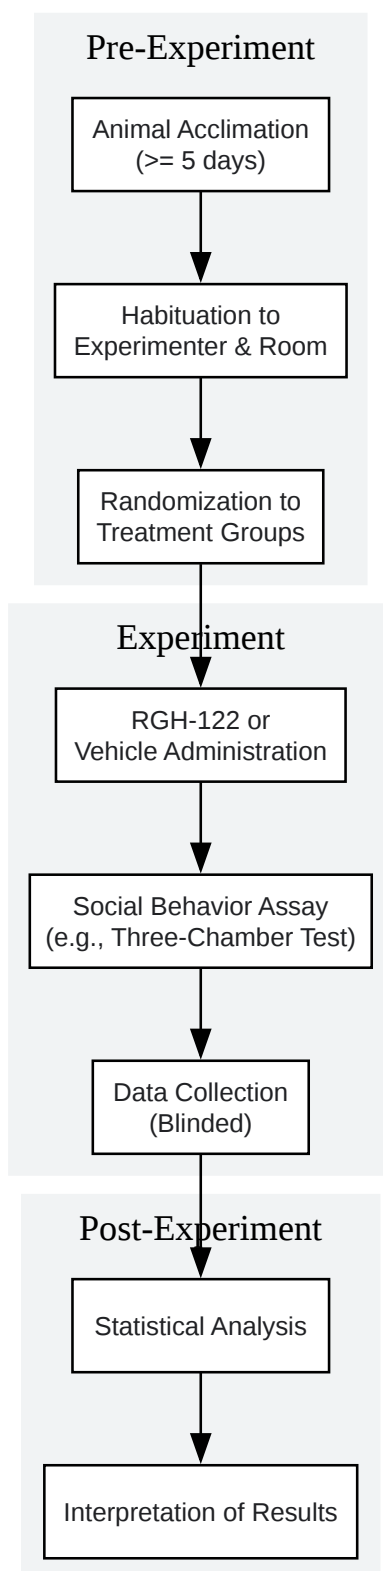 Pre-Experiment
Animal Acclimation
(>= 5 days)
Habituation to
Experimenter & Room
Randomization to
Treatment Groups
Experiment
RGH-122 or
Vehicle Administration
Social Behavior Assay
(e.g., Three-Chamber Test)
Data Collection
(Blinded)
Post-Experiment
Statistical Analysis
Interpretation of Results